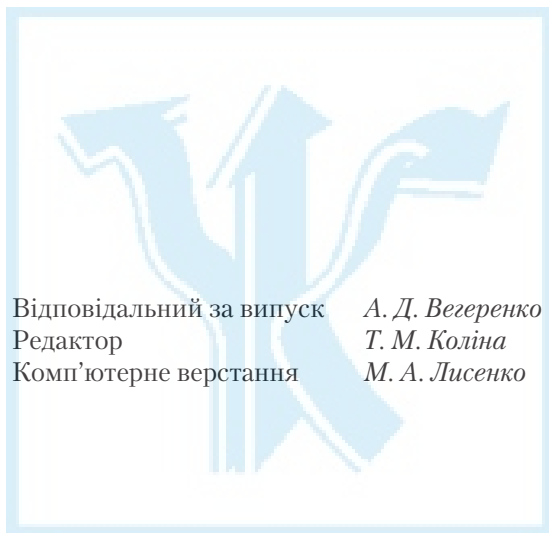 Відповідальний за випуск А. Д. Вегеренко
Редактор Т. М. Коліна
Комп’ютерне верстання М. А. Лисенко